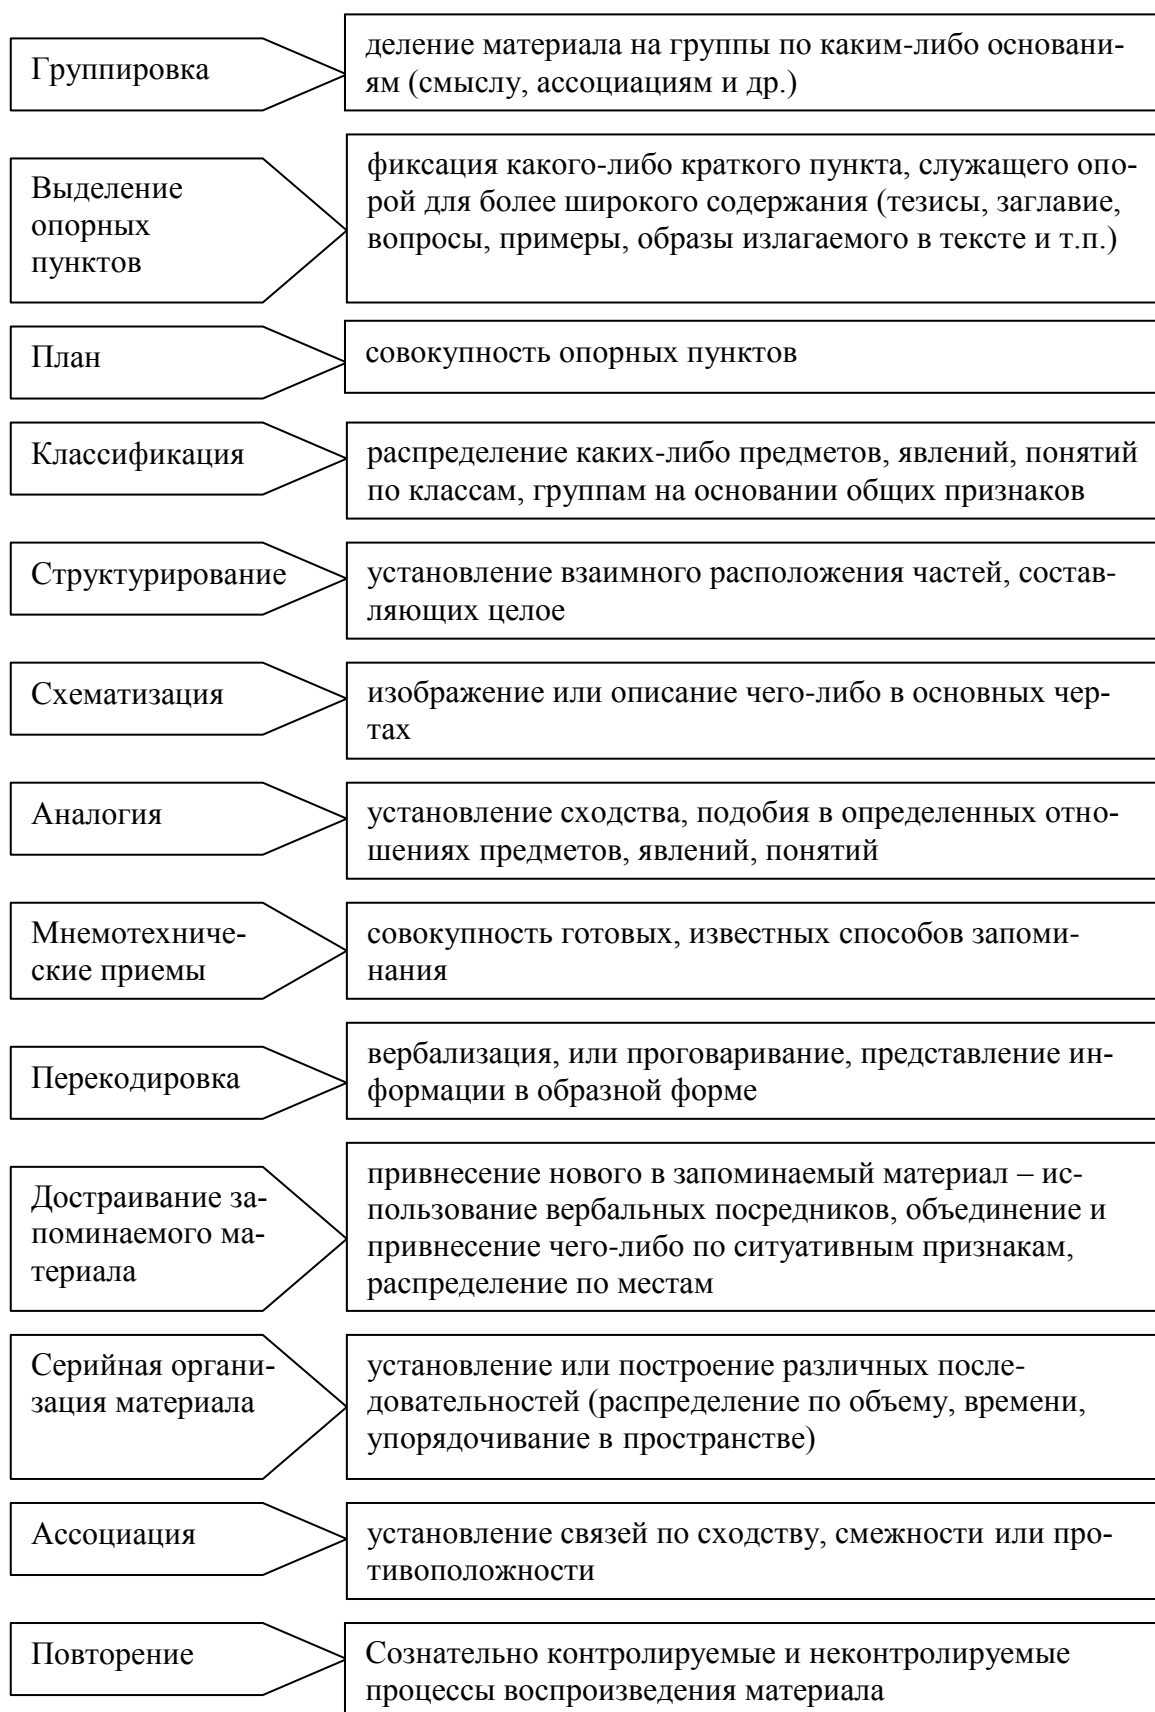 Группировка
деление материала на группы по каким-либо основани-
ям (смыслу, ассоциациям и др.)
Выделение
опорных
пунктов
фиксация какого-либо краткого пункта, служащего опо-
рой для более широкого содержания (тезисы, заглавие,
вопросы, примеры, образы излагаемого в тексте и т.п.)
План
совокупность опорных пунктов
Классификация
распределение каких-либо предметов, явлений, понятий
по классам, группам на основании общих признаков
Структурирование
установление взаимного расположения частей, состав-
ляющих целое
Схематизация
изображение или описание чего-либо в основных чер-
тах
Аналогия
установление сходства, подобия в определенных отно-
шениях предметов, явлений, понятий
Мнемотехниче-
ские приемы
совокупность готовых, известных способов запоми-
нания
Перекодировка
вербализация, или проговаривание, представление ин-
формации в образной форме
Достраивание за-
поминаемого ма-
териала
привнесение нового в запоминаемый материал – ис-
пользование вербальных посредников, объединение и
привнесение чего-либо по ситуативным признакам,
распределение по местам
Серийная органи-
зация материала
установление или построение различных после-
довательностей (распределение по объему, времени,
упорядочивание в пространстве)
Ассоциация
установление связей по сходству, смежности или про-
тивоположности
Повторение
Сознательно контролируемые и неконтролируемые
процессы воспроизведения материала